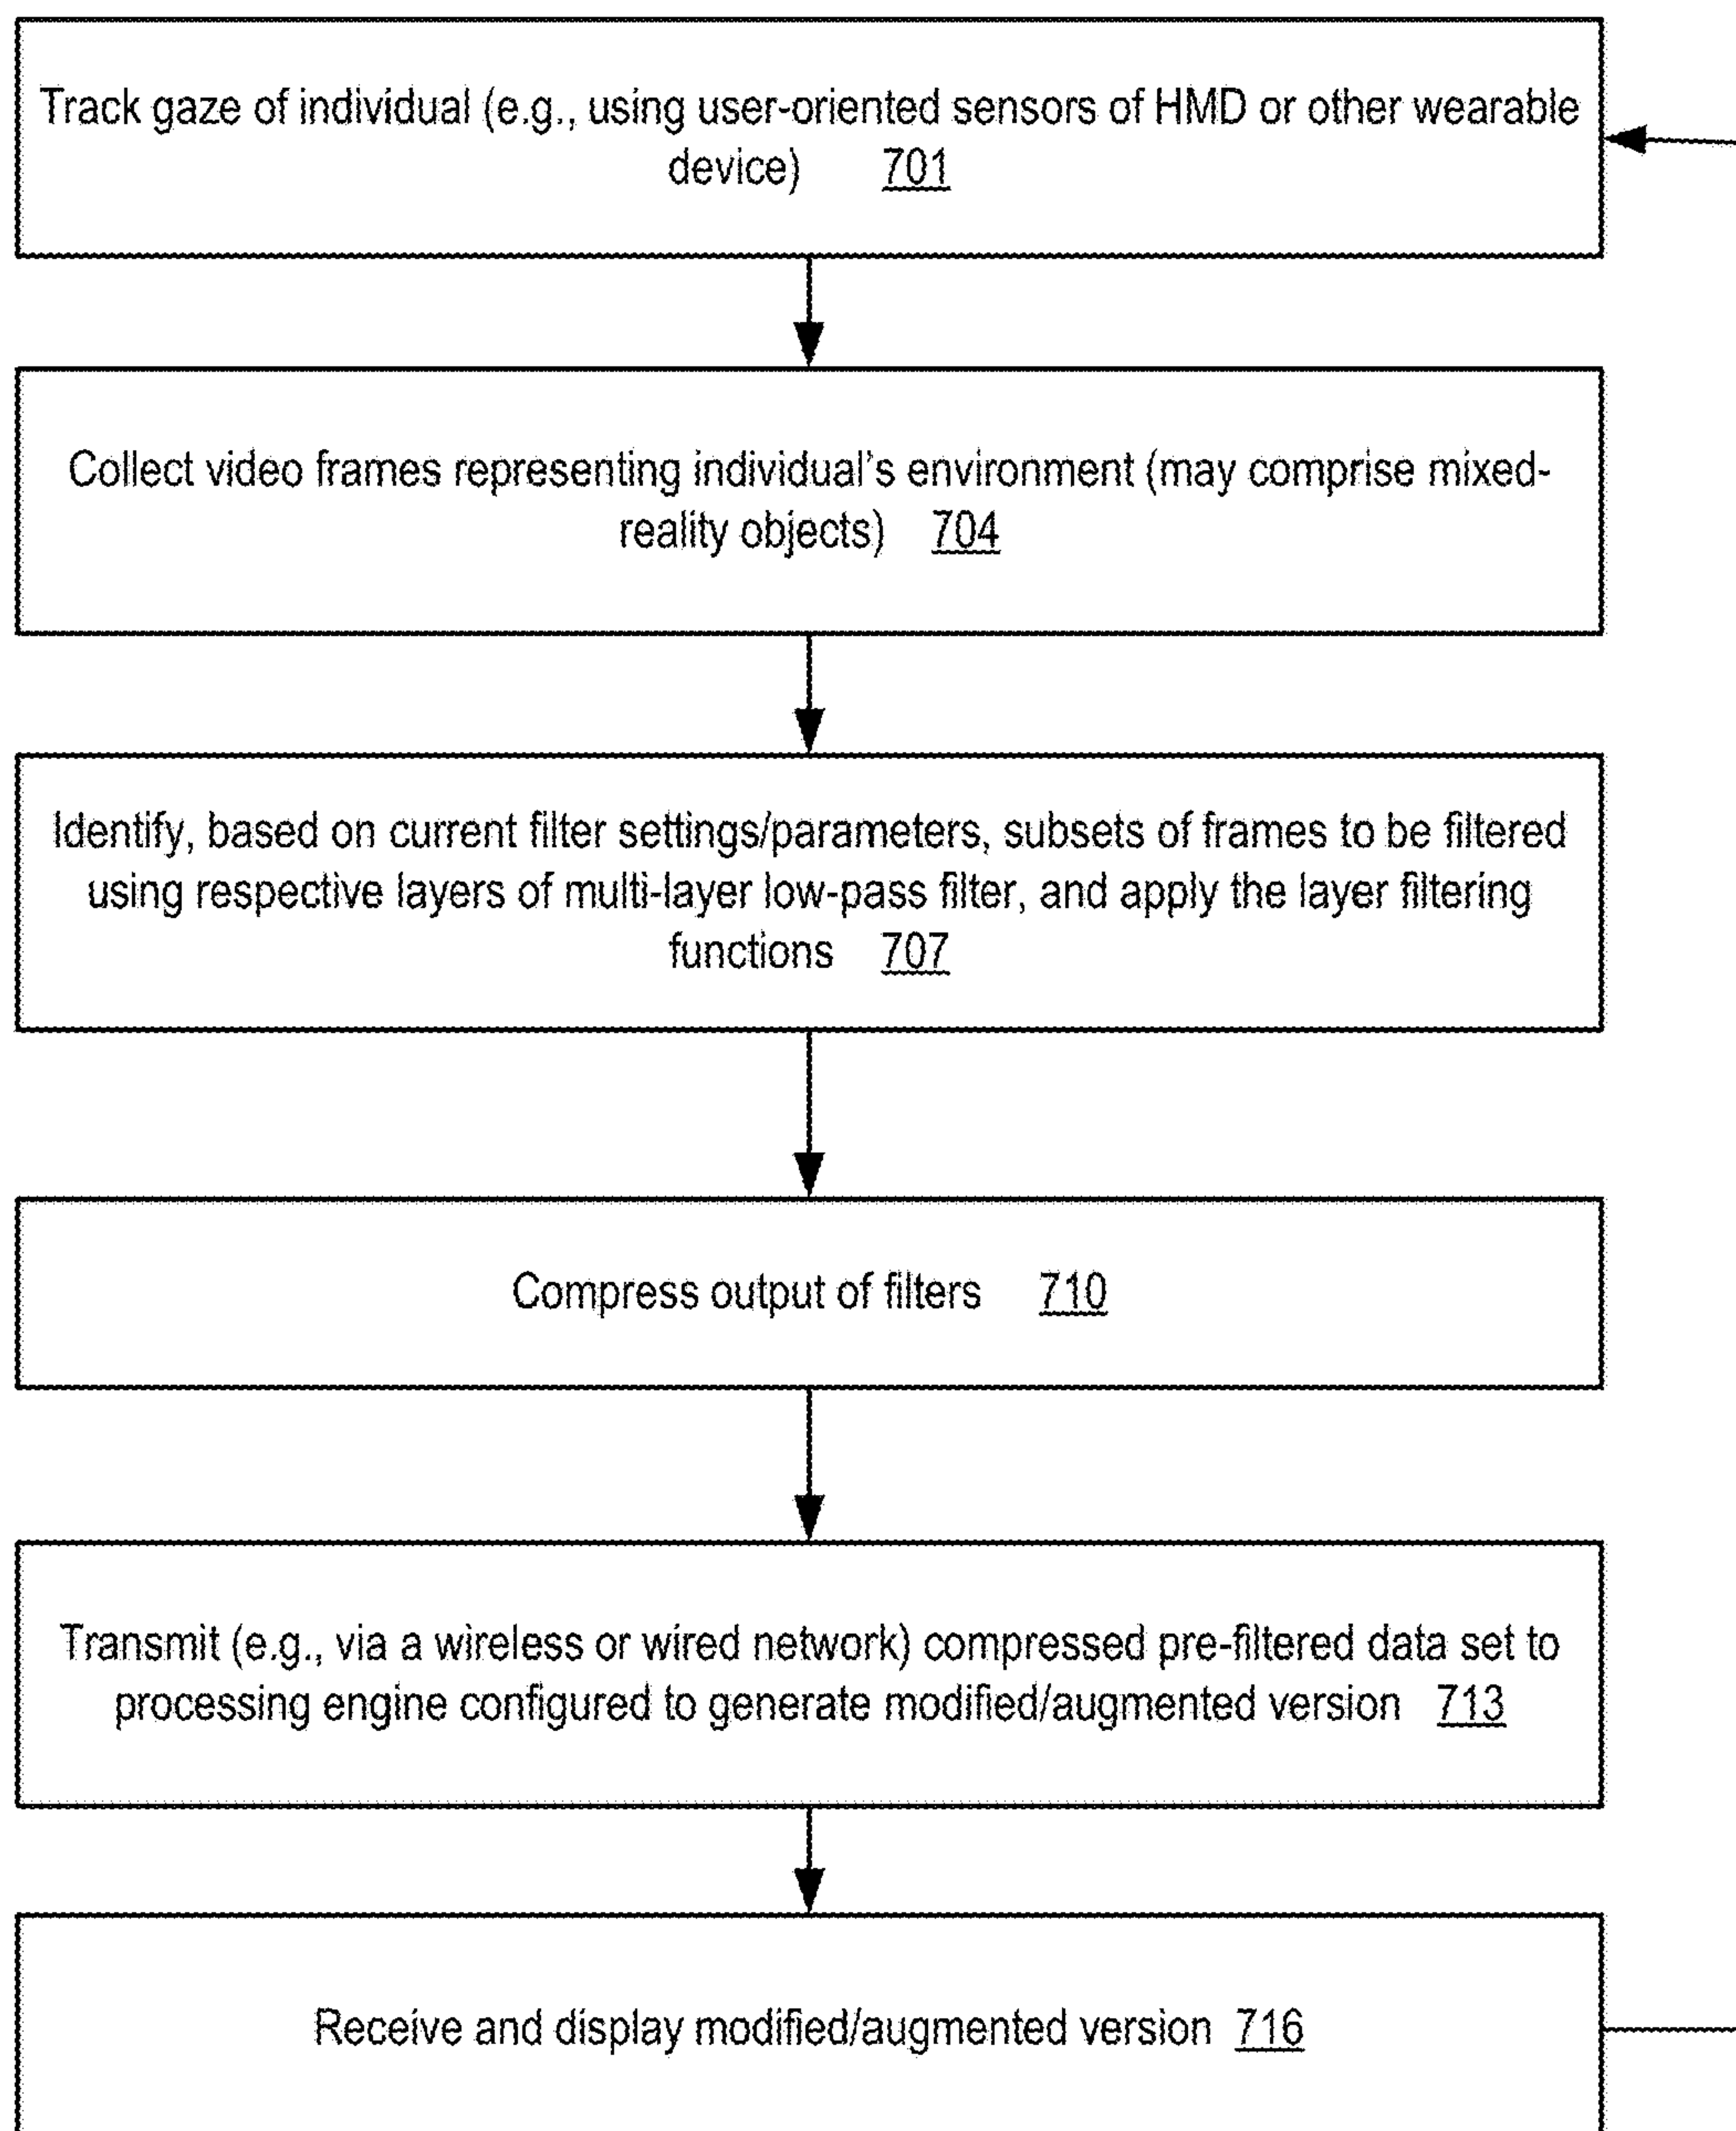 Track gaze of individual (e.g., using user-oriented sensors of HMD or other wearable
device) 701
Collect video frames representing individual's environment (may comprise mixed-
reality objects) 704
Identify, based on current filter settings/parameters, subsets of frames to be filtered
using respective layers of multi-layer low-pass filter, and apply the layer filtering
functions 707
Compress output of filters 710
Transmit (e.g., via a wireless or wired network) compressed pre-filtered data set to
processing engine configured to generate modified/augmented version 713
Receive and display modified/augmented version 716